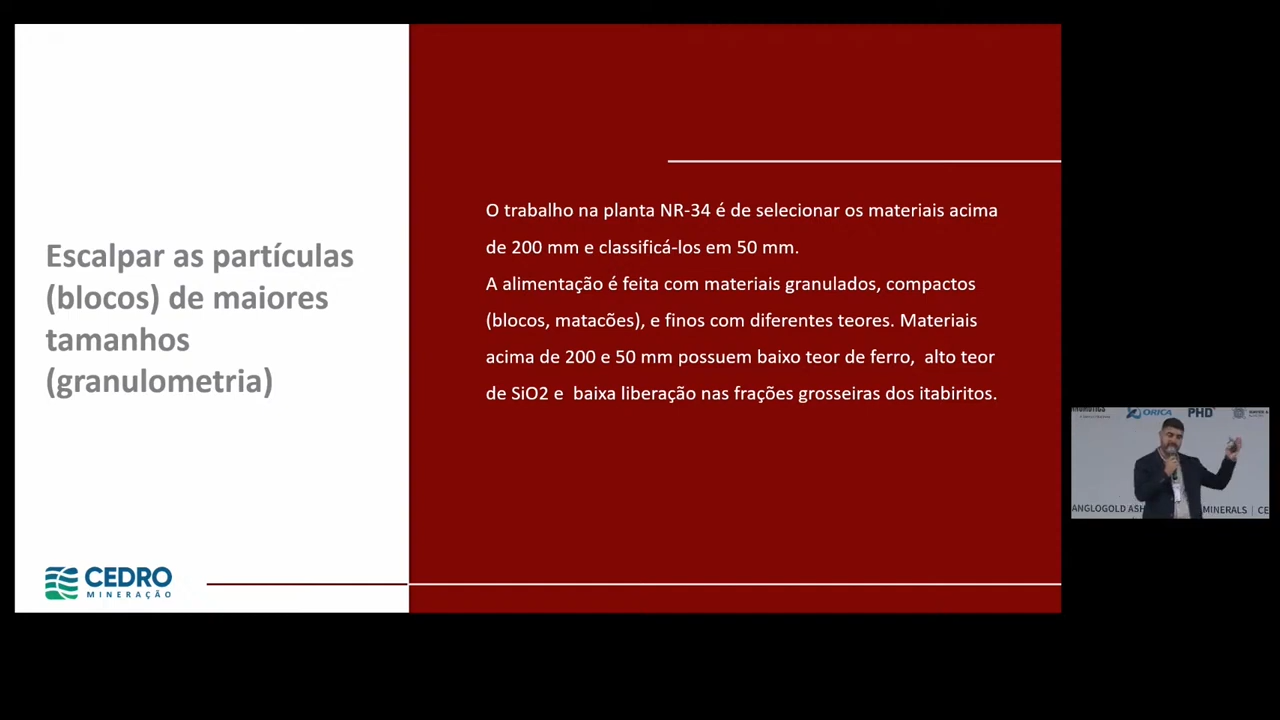 Escalpar as partículas
(blocos) de maiores
tamanhos
(granulometria)
O trabalho na planta NR-34 é de selecionar os materiais acima
de 200 mm e classificá-los em 50 mm.
A alimentação é feita com materiais granulados, compactos
(blocos, matacões), e finos com diferentes teores. Materiais
acima de 200 e 50 mm possuem baixo teor de ferro, alto teor
de SiO2 e baixa liberação nas frações grosseiras dos itabiritos.
CEDRO
MINERAÇÃO
ORICA
PHD
ANGLOGOLD ASH
MINERALS | CE